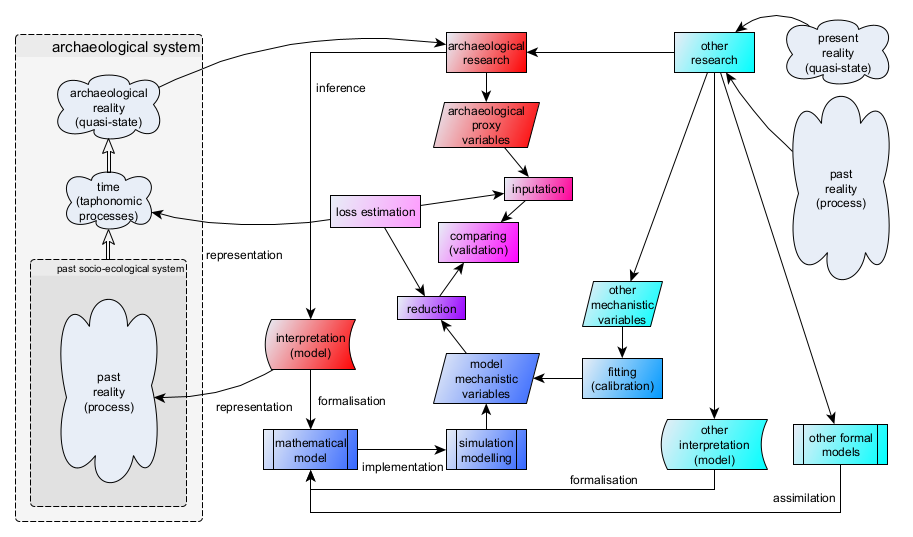 archaeological system
archaeological
reality
(quasi-state)
time
(taphonomic
processes)
past socio-ecological system
past
reality
(process)
archaeological
research
other
research
present
reality
(quasi-state)
inference
archaeological
proxy
variables
past
reality
(process)
inputation
loss estimation
comparing
(validation)
representation
reduction
other
mechanistic
variables
interpretation
(model)
model
mechanistic
variables
fitting
(calibration)
representation
formalisation
mathematical
model
implementation
simulation
modelling
other
interpretation
(model)
other formal
models
formalisation
assimilation